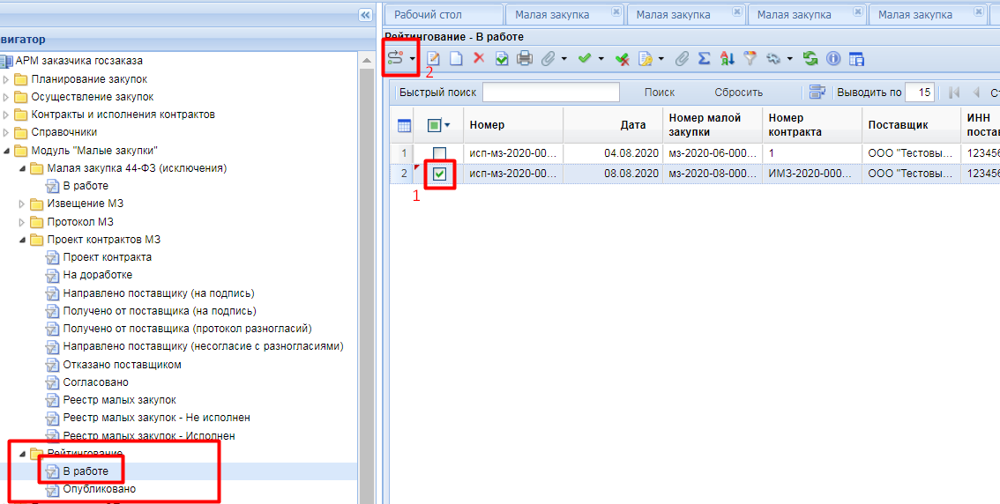 Рабочий стол
Малая закупка
Малая закупка
Малая закупка
Малая закупка
вигатор
Рейтингование - В работе
АРМ заказчика госзаказа
Планирование закупок
Осуществление закупок
Контракты и исполнения контрактов
Справочники
Модуль "Малые закупки"
Малая закупка 44-ФЗ (исключения)
В работе
Извещение МЗ
Протокол МЗ
Проект контрактов МЗ
Проект контракта
На доработке
Направлено поставщику (на подпись)
Получено от поставщика (на подпись)
Получено от поставщика (протокол разногласий)
Направлено поставщику (несогласие с разногласиями)
Отказано поставщиком
Согласовано
Реестр малых закупок
Реестр малых закупок - Не исполнен
Реестр малых закупок - Исполнен
Рейтингование
В работе
Опубликовано
2
Быстрый поиск
Поиск
Сбросить
Выводить по
15
Ст
Номер
Дата
Номер малой
закупки
Номер
контракта
Поставщик
ИНН
постав
1
исп-мз-2020-00...
04.08.2020
мз-2020-06-000...
1
ООО "Тестовы...
123456
2
исп-мз-2020-00...
08.08.2020
мз-2020-08-000...
ИМЗ-2020-000...
ООО "Тестовы...
123456
1